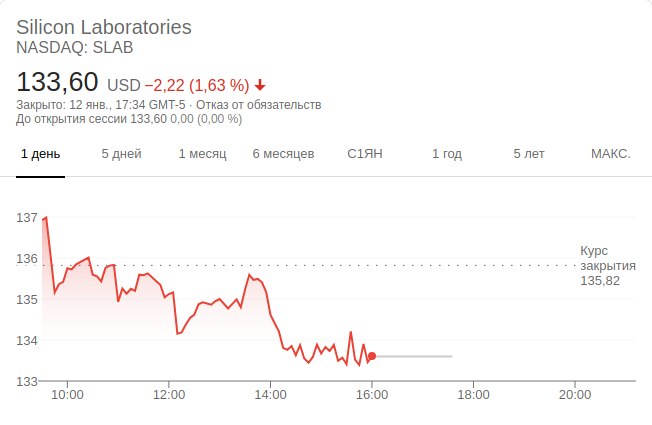 Silicon Laboratories
NASDAQ: SLAB
133,60 USD −2,22 (1,63 %)
Закрыто: 12 янв., 17:34 GMT-5 · Отказ от обязательств
До открытия сессии 133,60 0,00 (0,00 %)
1 день 5 дней 1 месяц 6 месяцев С1ЯН 1 год 5 лет МАКС.
137
136
135
134
133
Курс
закрытия
135,82
10:00 12:00 14:00 16:00 18:00 20:00